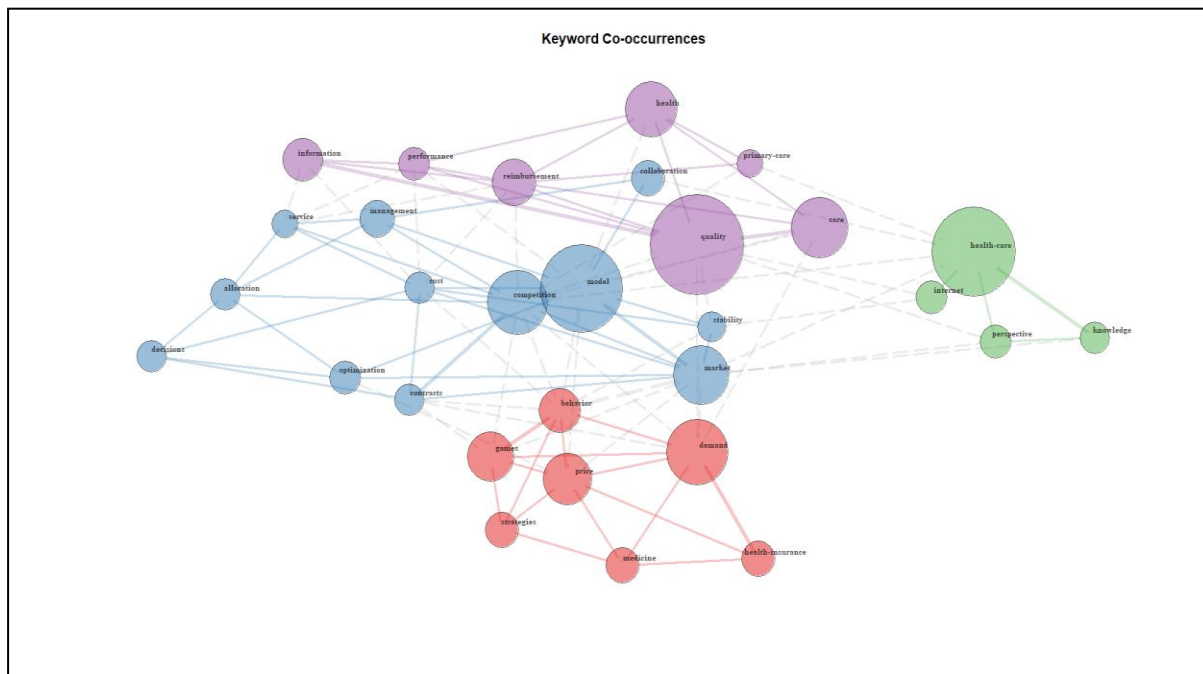 Keyword Co-occurrences
health
information
performance
primary-care
reimbursement
collaboration
service
management
care
quality
health-care
cost
model
allocation
competition
internet
stability
knowledge
perspective
decisions
market
optimization
contracts
behavior
games
demand
price
strategies
medicine
health-insurance